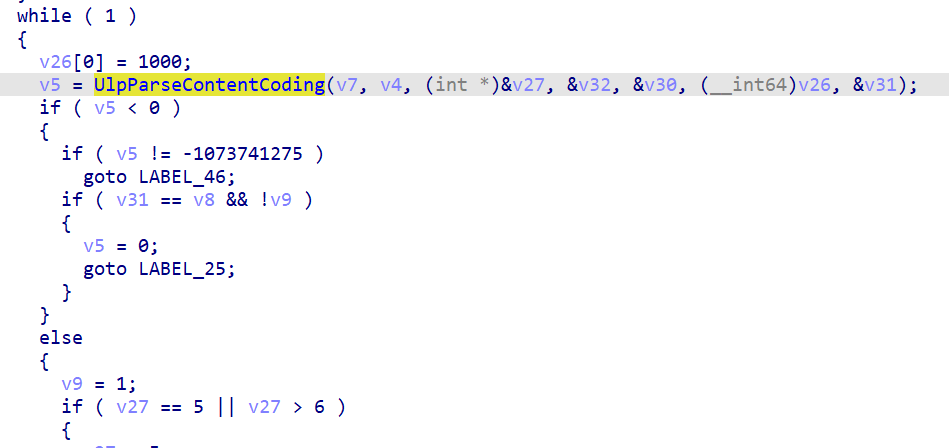 while ( 1 )
{
v26[0] = 1000;
v5 = UlpParseContentCoding(v7, v4, (int *)&v27, &v32, &v30, (__int64)v26, &v31);
if ( v5 < 0 )
{
if ( v5 != -1073741275 )
goto LABEL_46;
if ( v31 == v8 && !v9 )
{
v5 = 0;
goto LABEL_25;
}
}
else
{
v9 = 1;
if ( v27 == 5 || v27 > 6 )
{